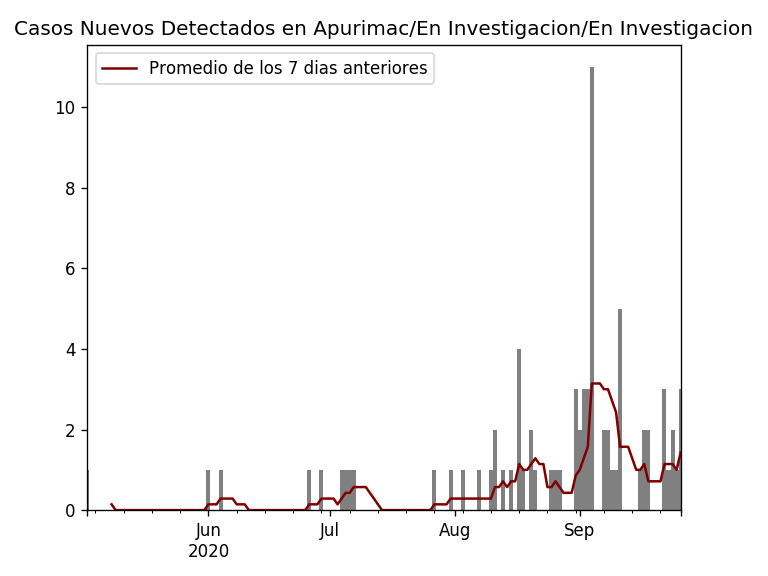 Casos Nuevos Detectados en Apurimac/En Investigacion/En Investigacion
Promedio de los 7 dias anteriores
10
8
6
4
2
0
Jun
2020
Jul
Aug
Sep